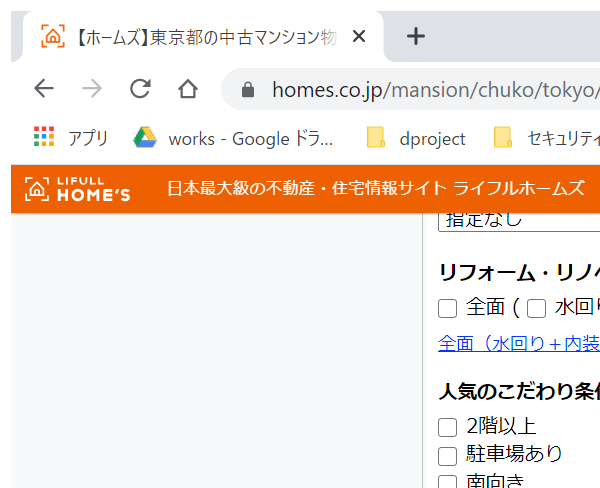 【ホームズ】東京都の中古マンション物
homes.co.jp/mansion/chuko/tokyo/
アプリ works - Google ドラ... dproject セキュリティ
LIFULL HOME'S 日本最大級の不動産・住宅情報サイト ライフルホームズ
指定なし
リフォーム・リノ
全面 ( 水回り
全面（水回り＋内装
人気のこだわり条件
2階以上
駐車場あり
南向き